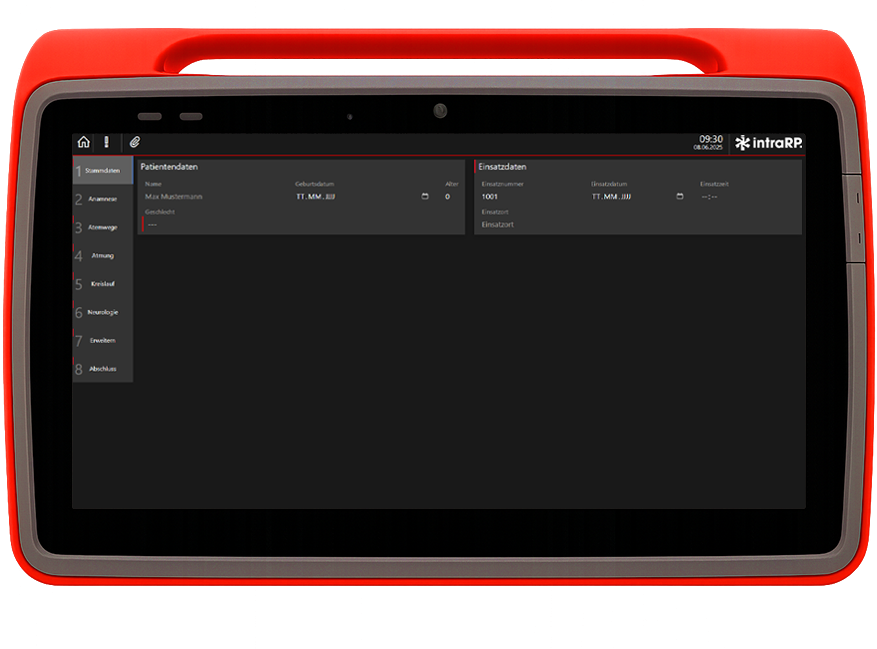 09:30
08.06.2025
intraRP.
1 Stammdaten
2 Anamnese
3 Atemwege
4 Atmung
5 Kreislauf
6 Neurologie
7 Erweitern
8 Abschluss
Patientendaten
Name Geburtsdatum Alter
Max Mustermann TT.MM.JJJJ 0
Geschlecht
---
Einsatzdaten
Einsatznummer Einsatzdatum Einsatzzeit
1001 TT.MM.JJJJ --:--
Einsatzort
Einsatzort